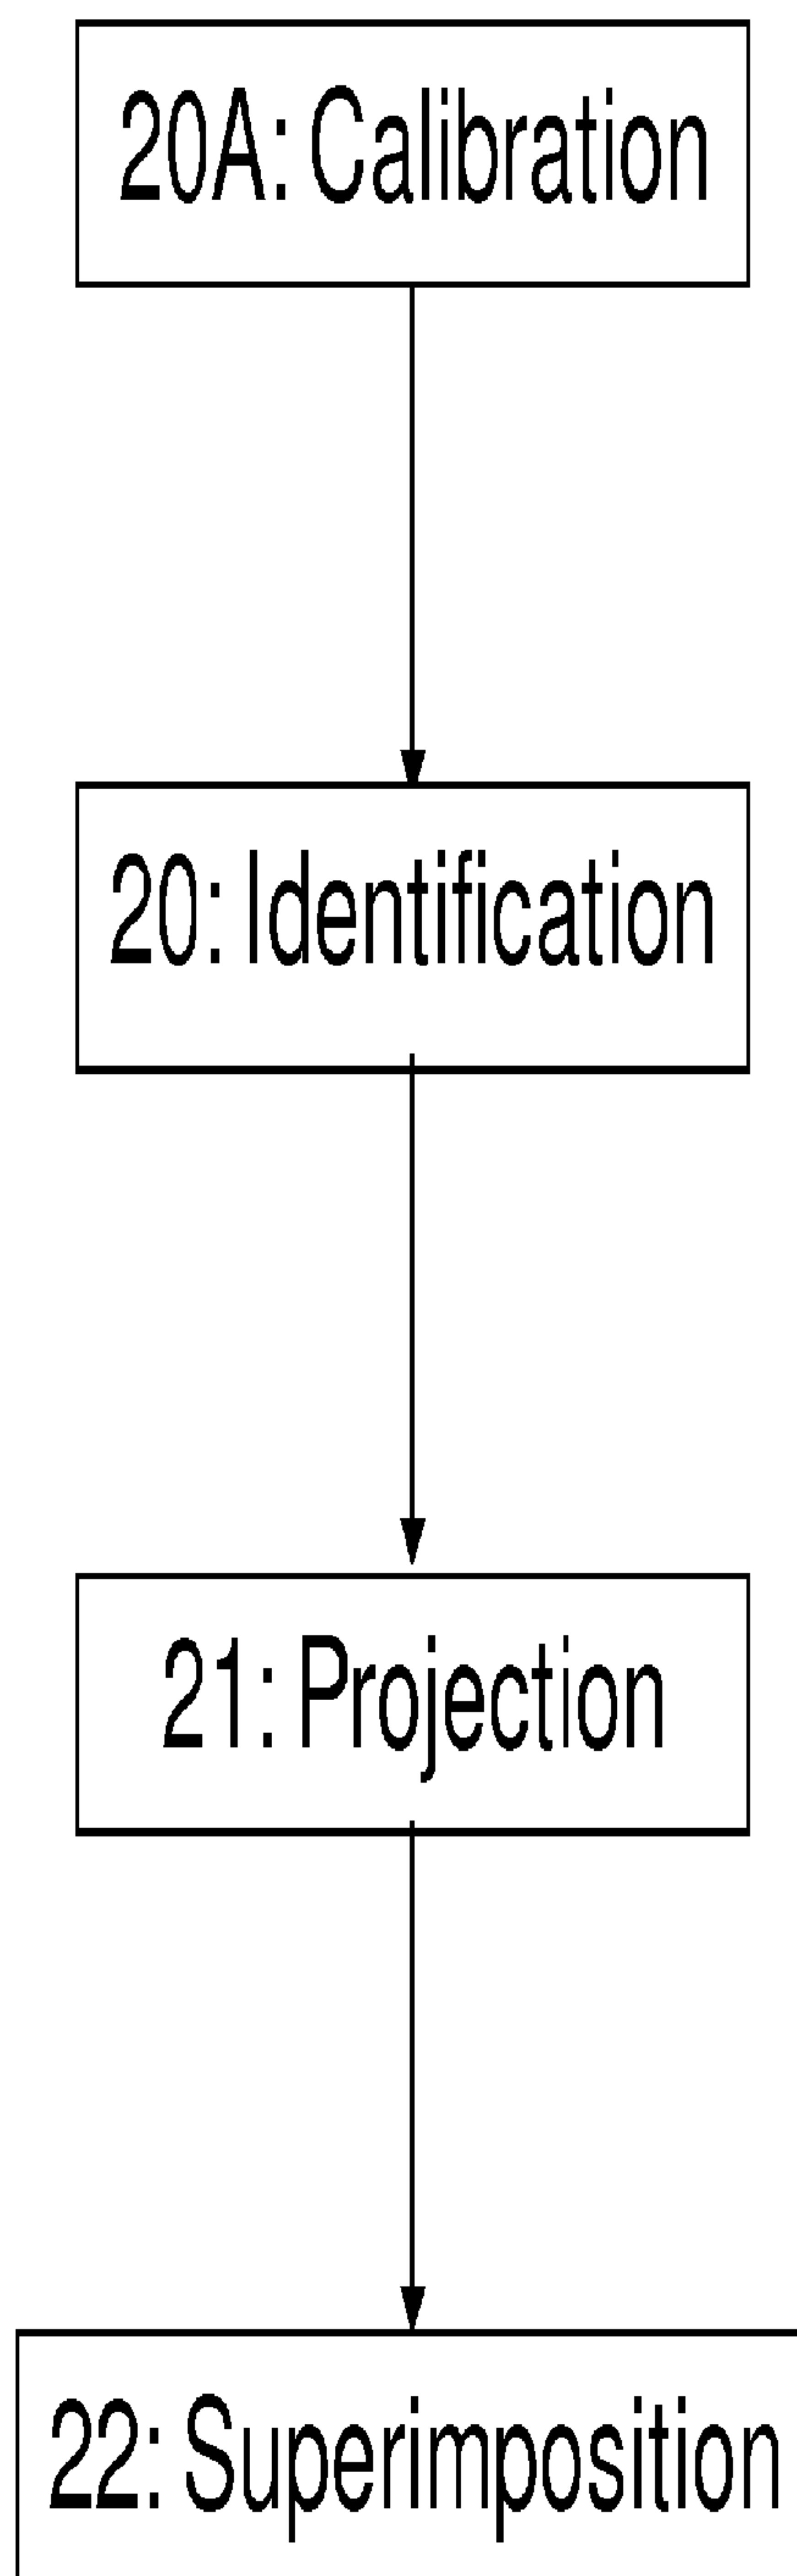 20A: Calibration
20: Identification
21: Projection
22: Superimposition